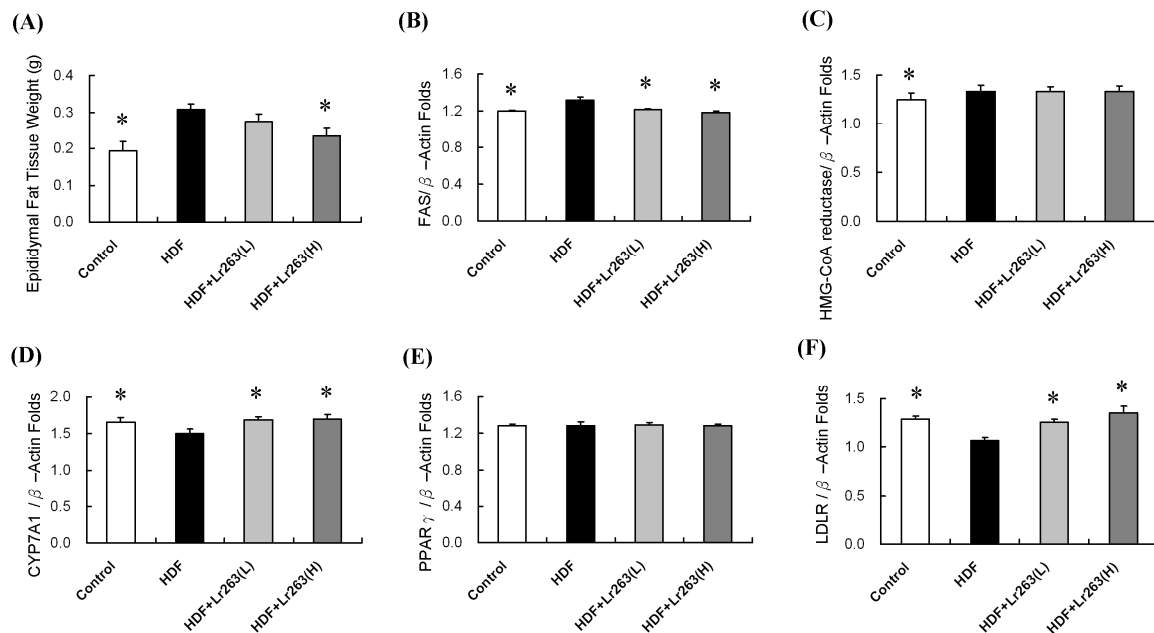 (A)
Epididymal Fat Tissue Weight (g)
0.4
0.3
0.2
0.1
0.0
*
*
Control
HDF
HDF+Lr263(L)
HDF+Lr263(H)
(B)
FAS/β–Actin Folds
1.6
1.2
0.8
0.4
0.0
*
*
*
Control
HDF
HDF+Lr263(L)
HDF+Lr263(H)
(C)
HMG-CoA reductase/β–Actin Folds
1.5
1.0
0.5
0.0
*
Control
HDF
HDF+Lr263(L)
HDF+Lr263(H)
(D)
CYP7A1/β–Actin Folds
2.0
1.5
1.0
0.5
0.0
*
*
*
Control
HDF
HDF+Lr263(L)
HDF+Lr263(H)
(E)
PPARγ/β–Actin Folds
1.6
1.2
0.8
0.4
0.0
Control
HDF
HDF+Lr263(L)
HDF+Lr263(H)
(F)
LDLR/β–Actin Folds
1.5
1.0
0.5
0.0
*
*
*
Control
HDF
HDF+Lr263(L)
HDF+Lr263(H)